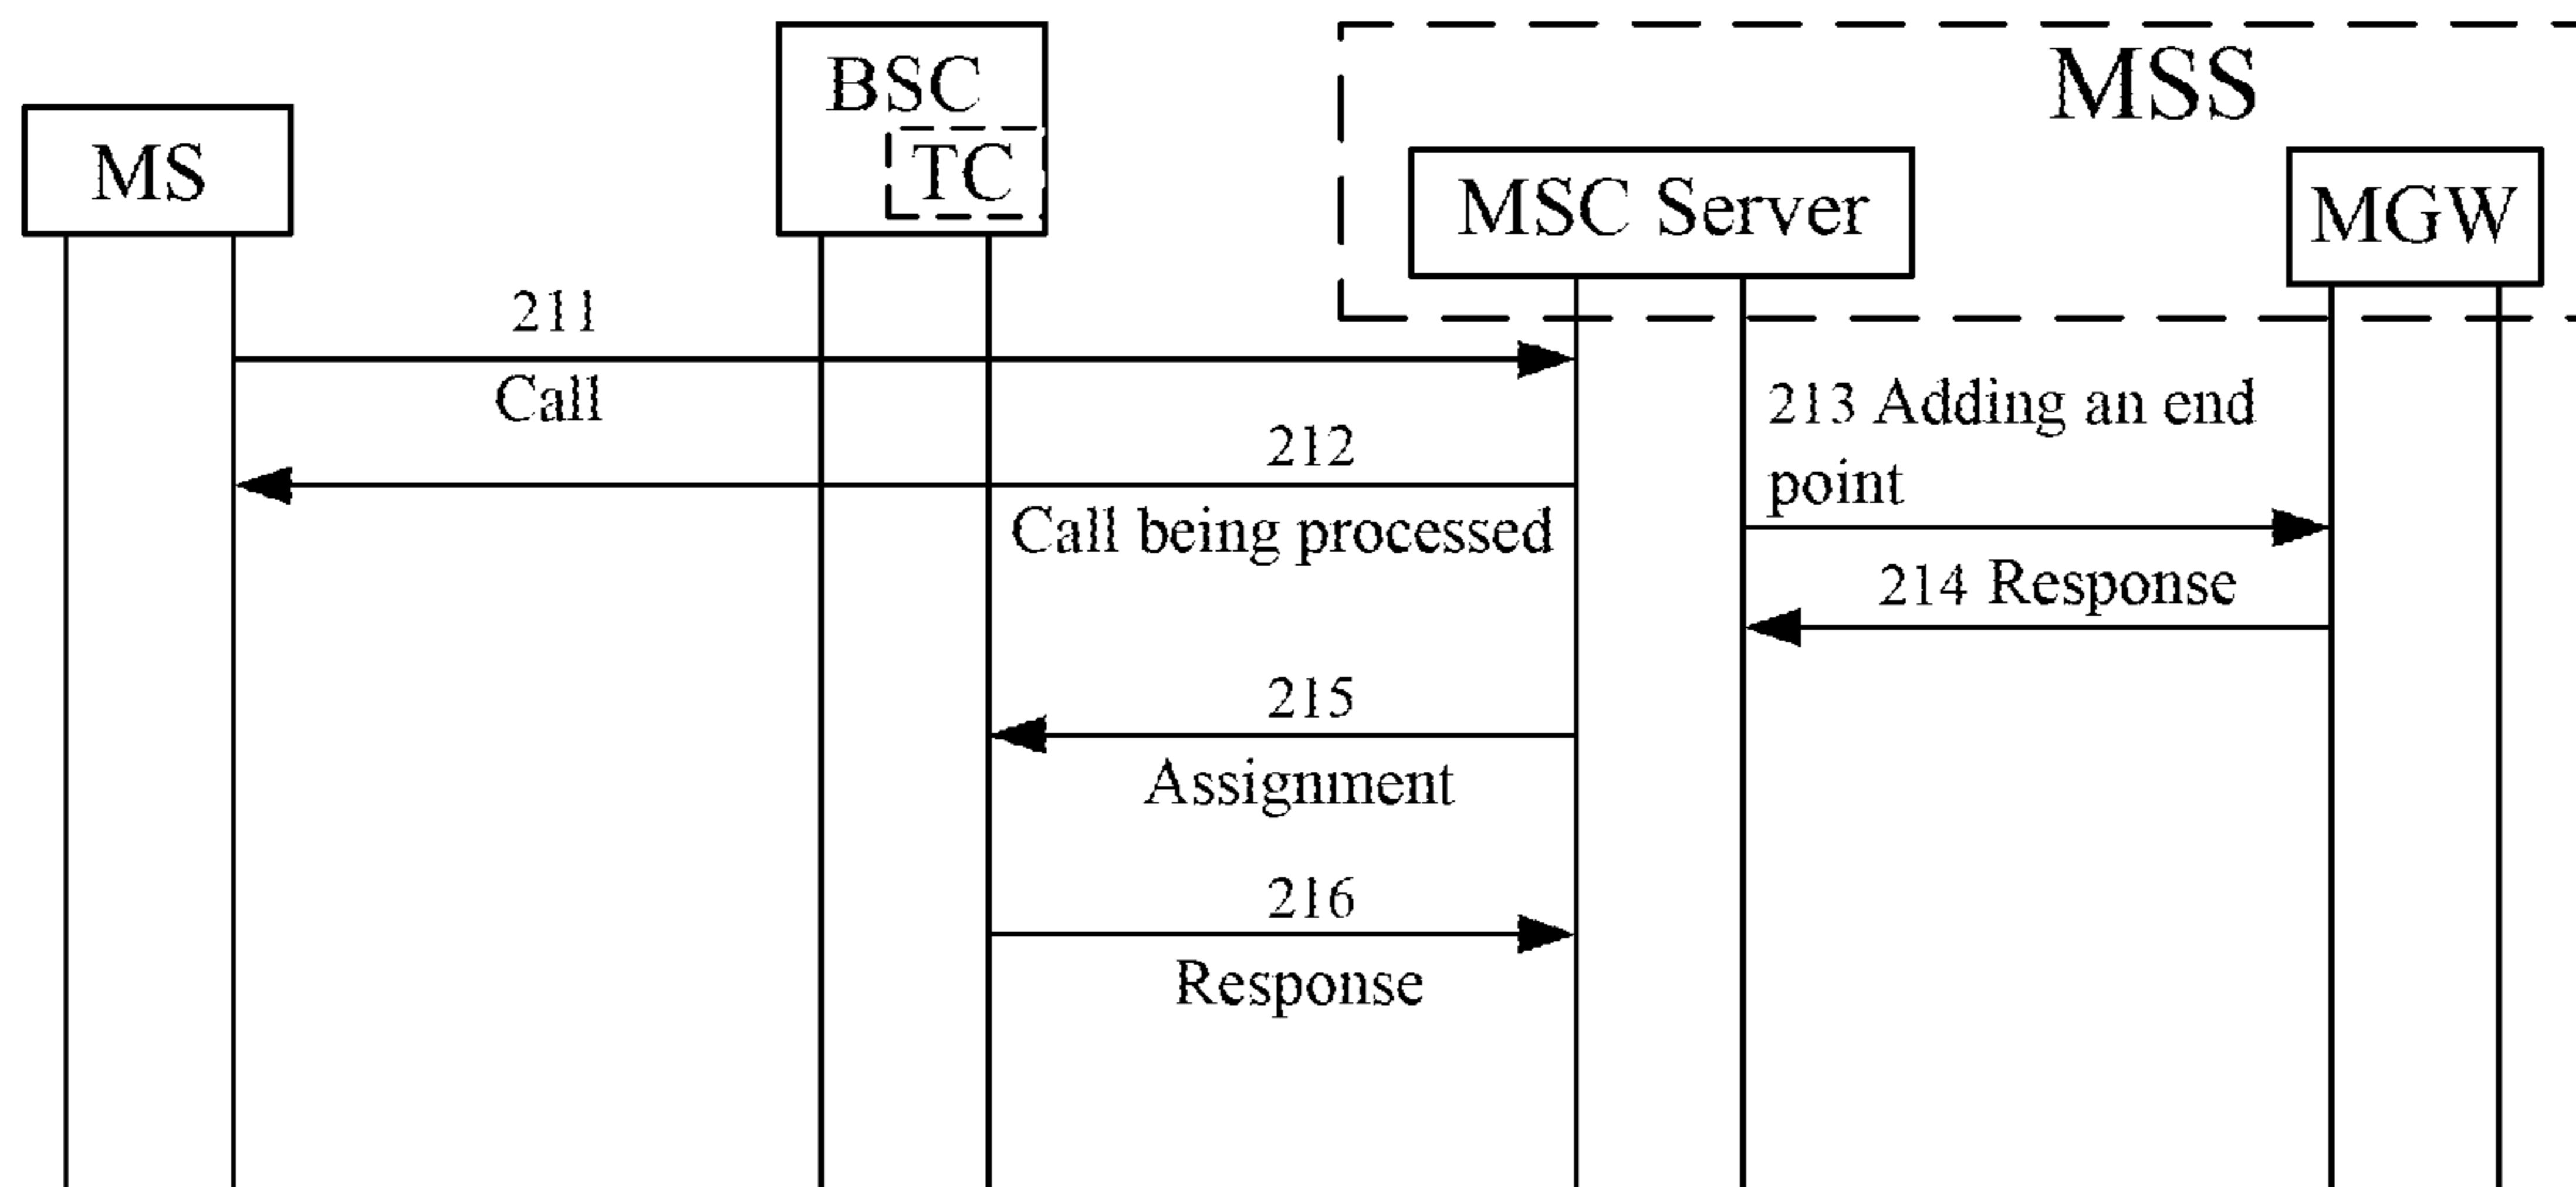 MSS
BSC
TC
MS
MSC Server
MGW
211
Call
212
Call being processed
213 Adding an end
point
214 Response
215
Assignment
216
Response